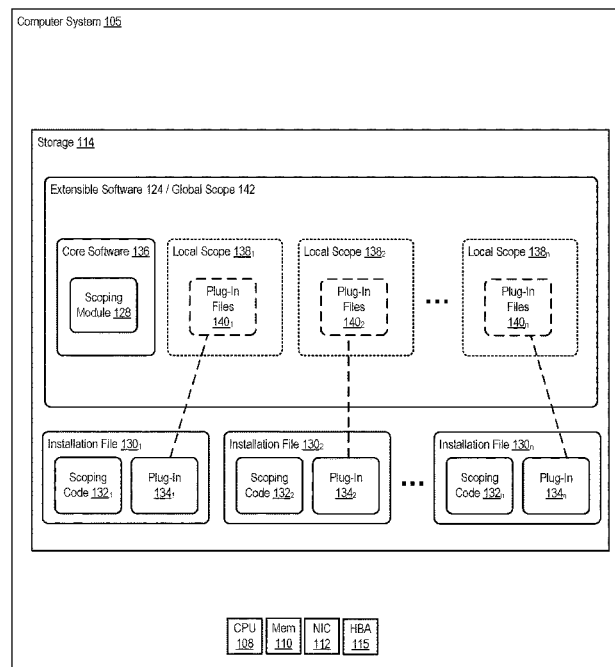 Computer System 105
Storage 114
Extensible Software 124 / Global Scope 142
Core Software 136
Scoping
Module 128
Local Scope 138₁
Plug-In
Files
140₁
Local Scope 138₂
Plug-In
Files
140₂
...
Local Scope 138ₙ
Plug-In
Files
140ₙ
Installation File 130₁
Scoping
Code 132₁
Plug-In
134₁
Installation File 130₂
Scoping
Code 132₂
Plug-In
134₂
...
Installation File 130ₙ
Scoping
Code 132ₙ
Plug-In
134ₙ
CPU
108
Mem
110
NIC
112
HBA
115